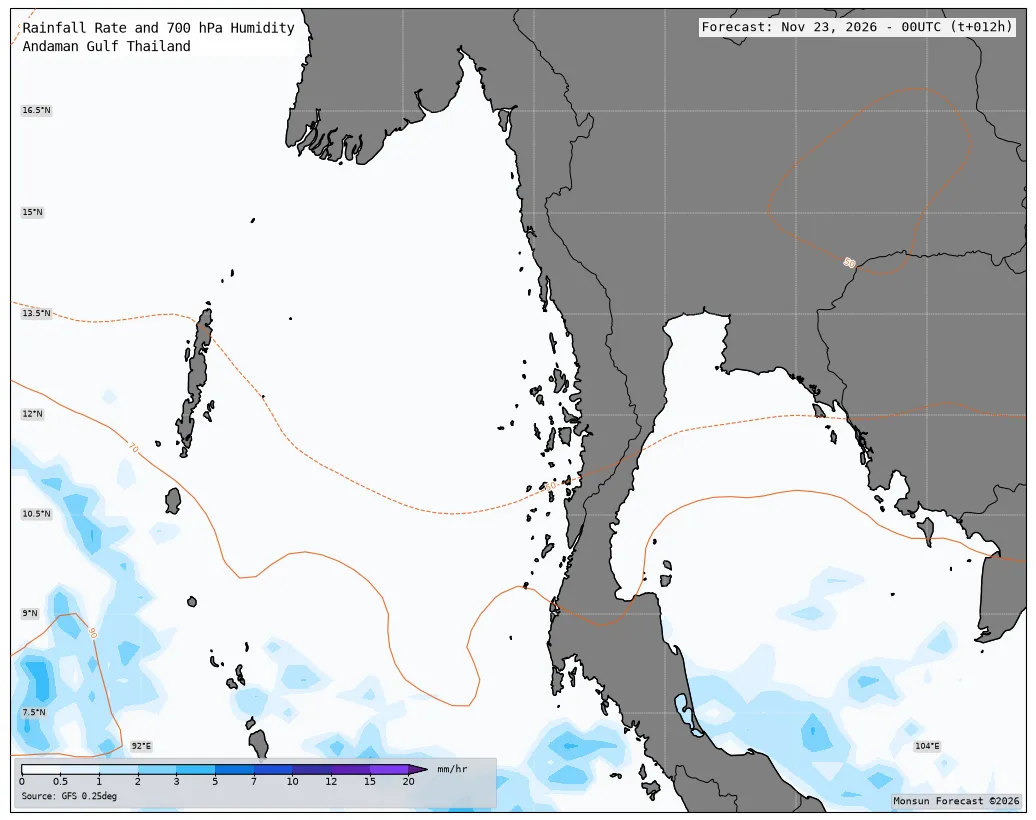 Rainfall Rate and 700 hPa Humidity
Andaman Gulf Thailand
Forecast: Nov 23, 2026 - 00UTC (t+012h)
16.5°N
15°N
50
13.5°N
12°N
70
50
10.5°N
9°N
90
7.5°N
92°E
104°E
0 0.5 1 2 3 5 7 10 12 15 20 mm/hr
Source: GFS 0.25deg
Monsun Forecast ©2026